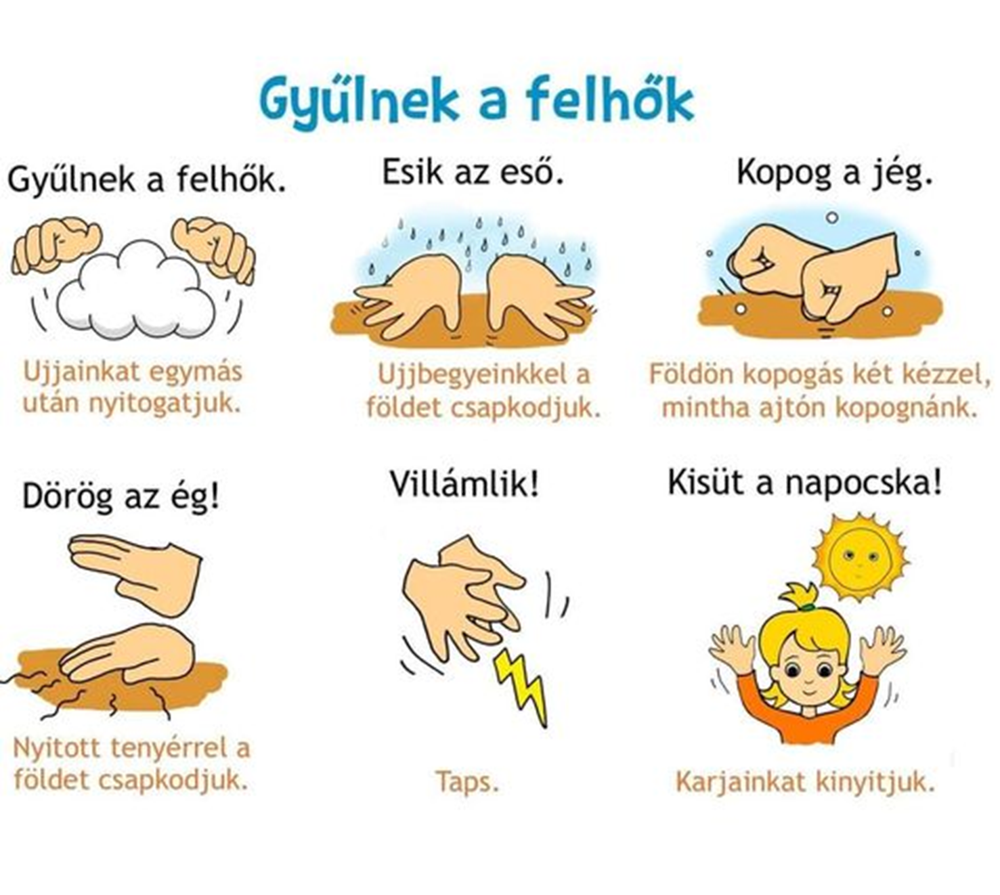 Gyűlnek a felhők
Gyűlnek a felhők.
Ujjainkat egymás
után nyitogatjuk.
Esik az eső.
Ujjbegyeinkkel a
földet csapkodjuk.
Kopog a jég.
Földön kopogás két kézzel,
mintha ajtón kopognánk.
Dörög az ég!
Nyitott tenyérrel a
földet csapkodjuk.
Villámlik!
Taps.
Kisüt a napocska!
Karjainkat kinyitjuk.